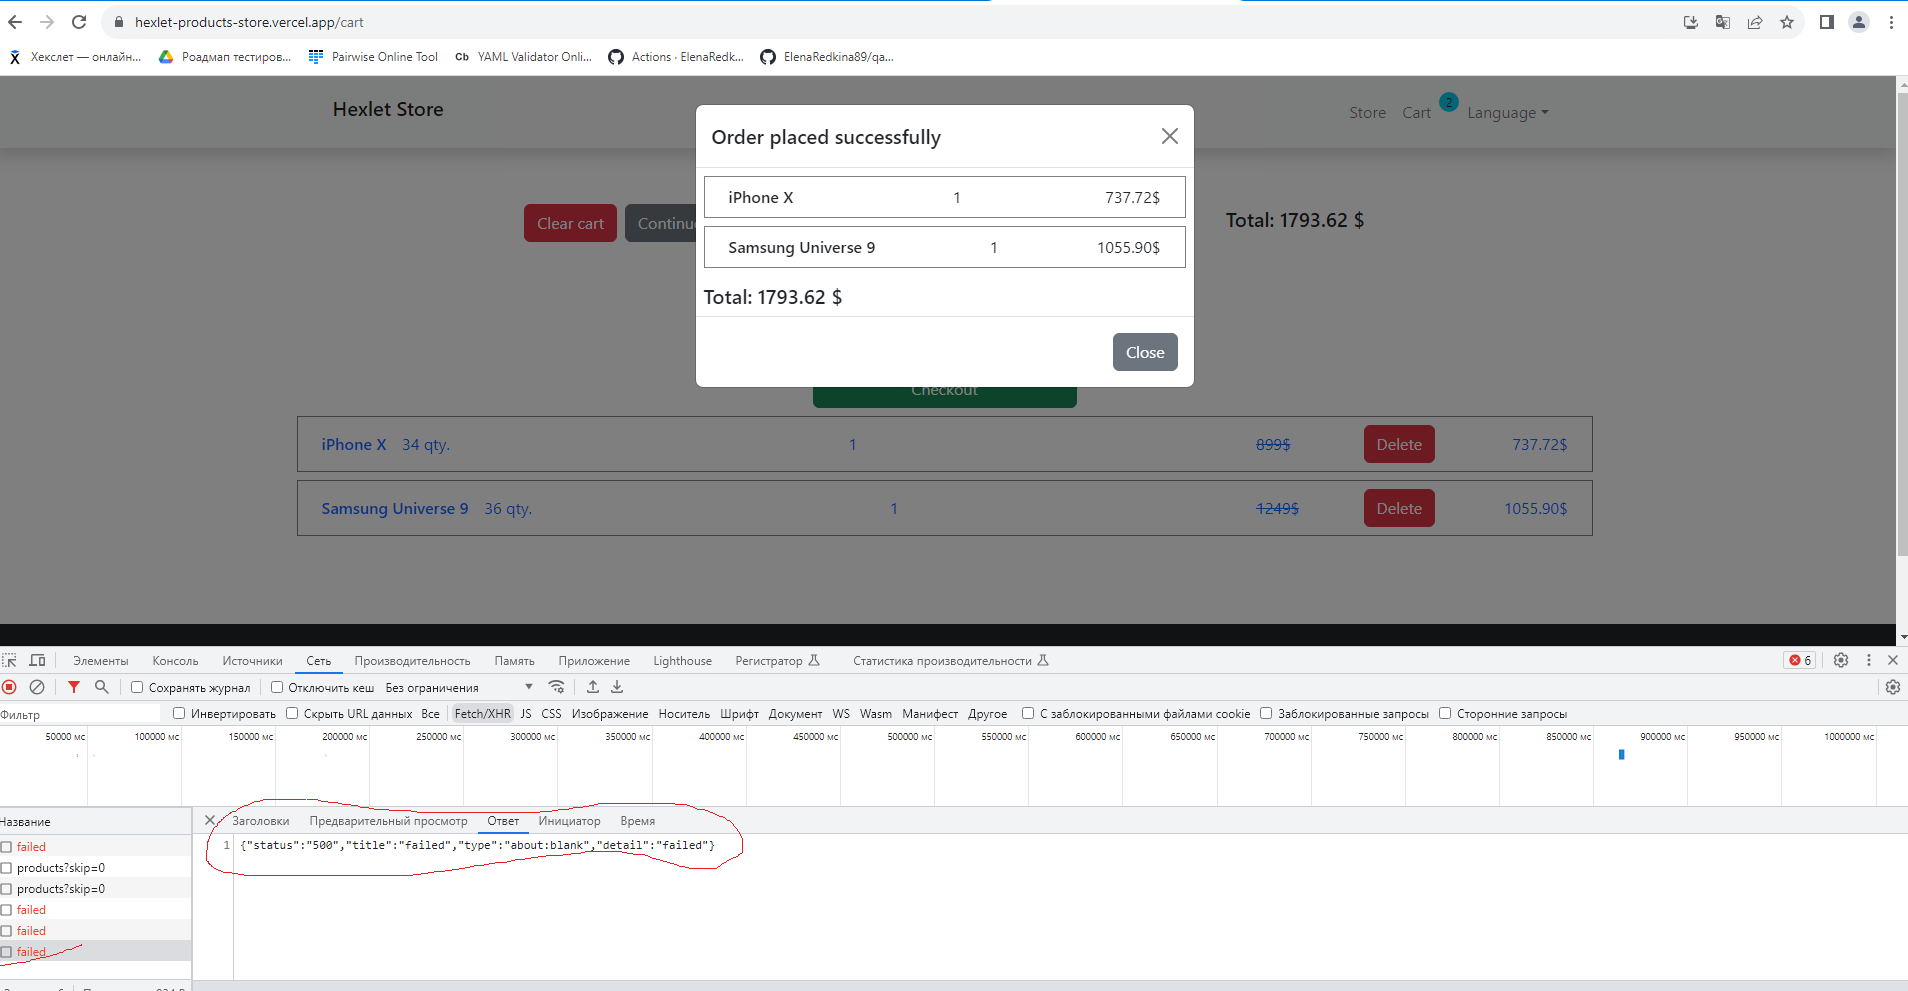 hexlet-products-store.vercel.app/cart
Хекслет — онлайн...
Роадмап тестиров...
Pairwise Online Tool
Cb YAML Validator Onli...
Actions · ElenaRedk...
ElenaRedkina89/qa...
Hexlet Store
Store Cart 2 Language
Order placed successfully
iPhone X 1 737.72$
Samsung Universe 9 1 1055.90$
Total: 1793.62 $
Close
Clear cart Continu
Total: 1793.62 $
Checkout
iPhone X 34 qty. 1 899$ Delete 737.72$
Samsung Universe 9 36 qty. 1 1249$ Delete 1055.90$
Элементы Консоль Источники Сеть Производительность Память Приложение Lighthouse Регистратор Статистика производительности 6
Сохранять журнал Отключить кеш Без ограничения
Фильтр Инвертировать Скрыть URL данных Все Fetch/XHR JS CSS Изображение Носитель Шрифт Документ WS Wasm Манифест Другое С заблокированными файлами cookie Заблокированные запросы Сторонние запросы
50000 мс 100000 мс 150000 мс 200000 мс 250000 мс 300000 мс 350000 мс 400000 мс 450000 мс 500000 мс 550000 мс 600000 мс 650000 мс 700000 мс 750000 мс 800000 мс 850000 мс 900000 мс 950000 мс 1000000 мс
Название
failed
products?skip=0
products?skip=0
failed
failed
failed
Заголовки Предварительный просмотр Ответ Инициатор Время
1 {"status":"500","title":"failed","type":"about:blank","detail":"failed"}